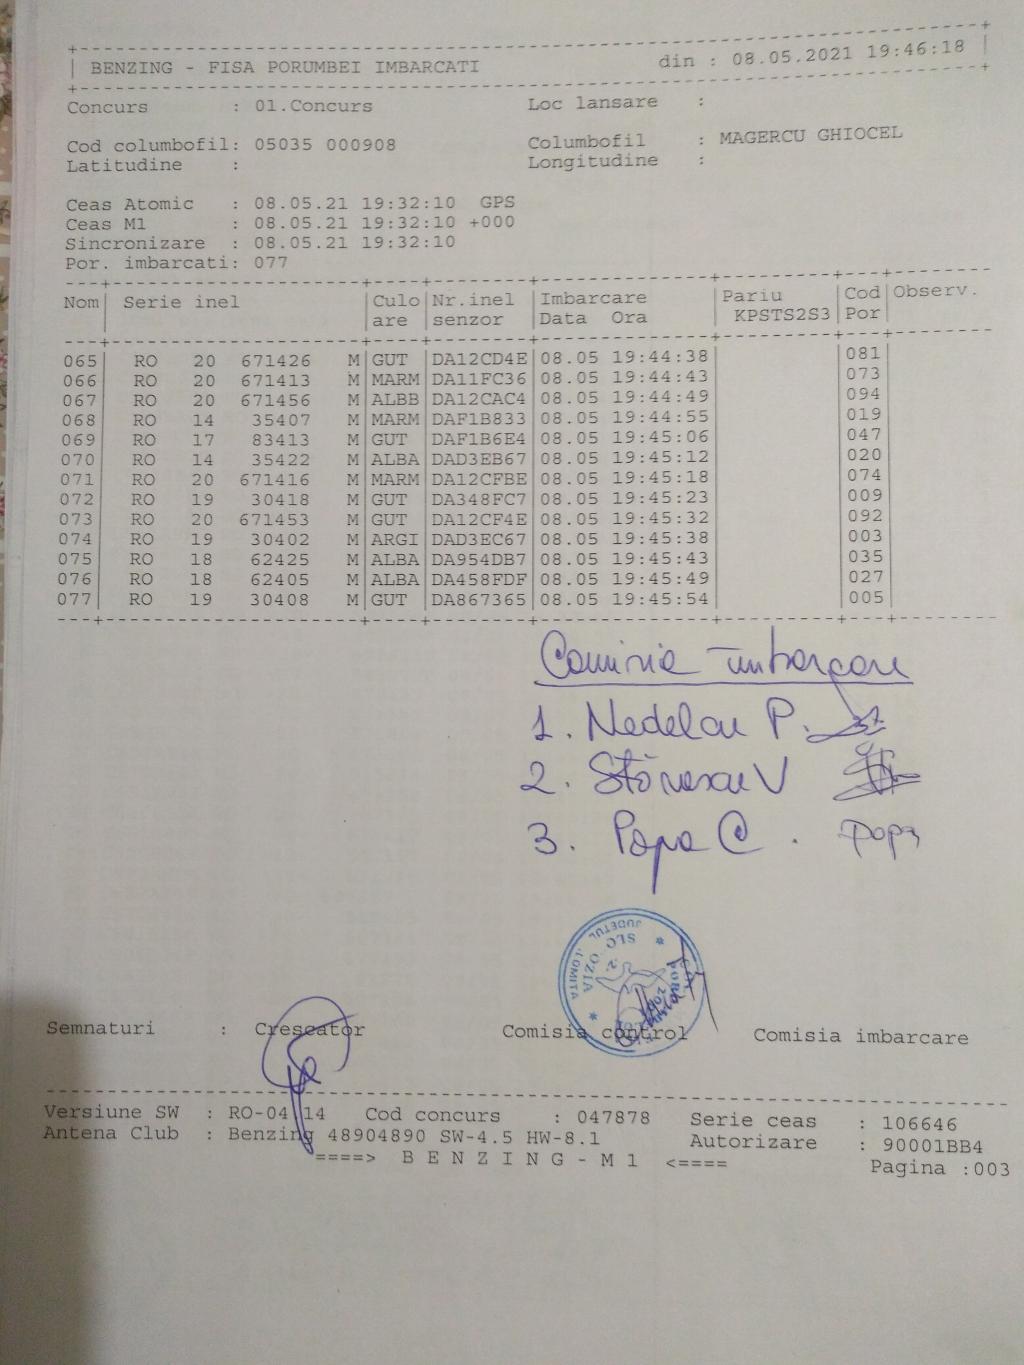 BENZING - FISA PORUMBEI IMBARCATI din : 08.05.2021 19:46:18
Concurs : 01.Concurs Loc lansare :
Cod columbofil: 05035 000908 Columbofil : MAGERCU GHIOCEL
Latitudine : Longitudine :
Ceas Atomic : 08.05.21 19:32:10 GPS
Ceas M1 : 08.05.21 19:32:10 +000
Sincronizare : 08.05.21 19:32:10
Por. imbarcati: 077
Nom Serie inel Culo Nr.inel Imbarcare Pariu Cod Observ.
are senzor Data Ora KPSTS2S3 Por
065 RO 20 671426 M GUT DA12CD4E 08.05 19:44:38 081
066 RO 20 671413 M MARM DA11FC36 08.05 19:44:43 073
067 RO 20 671456 M ALBB DA12CAC4 08.05 19:44:49 094
068 RO 14 35407 M MARM DAF1B833 08.05 19:44:55 019
069 RO 17 83413 M GUT DAF1B6E4 08.05 19:45:06 047
070 RO 14 35422 M ALBA DAD3EB67 08.05 19:45:12 020
071 RO 20 671416 M MARM DA12CFBE 08.05 19:45:18 074
072 RO 19 30418 M GUT DA348FC7 08.05 19:45:23 009
073 RO 20 671453 M GUT DA12CF4E 08.05 19:45:32 092
074 RO 19 30402 M ARGI DAD3EC67 08.05 19:45:38 003
075 RO 18 62425 M ALBA DA954DB7 08.05 19:45:43 035
076 RO 18 62405 M ALBA DA458FDF 08.05 19:45:49 027
077 RO 19 30408 M GUT DA867365 08.05 19:45:54 005
Comisia îmbarcare
1. Nedelcu P.
2. Stănescu V
3. Popa C. Popa
JUDETUL
SLC
OZIA
Semnaturi : Crescator Comisia control Comisia imbarcare
Versiune SW : RO-04 14 Cod concurs : 047878 Serie ceas : 106646
Antena Club : Benzing 48904890 SW-4.5 HW-8.1 Autorizare : 90001BB4
====> B E N Z I N G - M 1 <==== Pagina :003